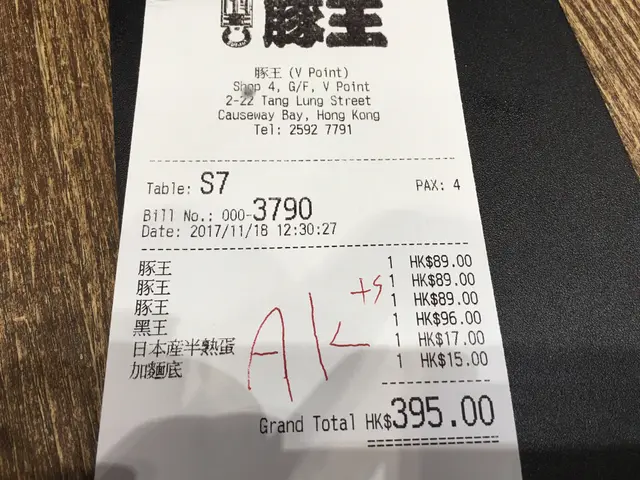 豚王
豚王 (V Point)
Shop 4, G/F, V Point
2-22 Tang Lung Street
Causeway Bay, Hong Kong
Tel: 2592 7791
Table: S7 PAX: 4
Bill No.: 000-3790
Date: 2017/11/18 12:30:27
豚王 1 HK$89.00
豚王 1 HK$89.00
豚王 1 HK$89.00
黑王 1 HK$96.00
日本産半熟蛋 1 HK$17.00
加麵底 1 HK$15.00
+5
AK
Grand Total HK$395.00